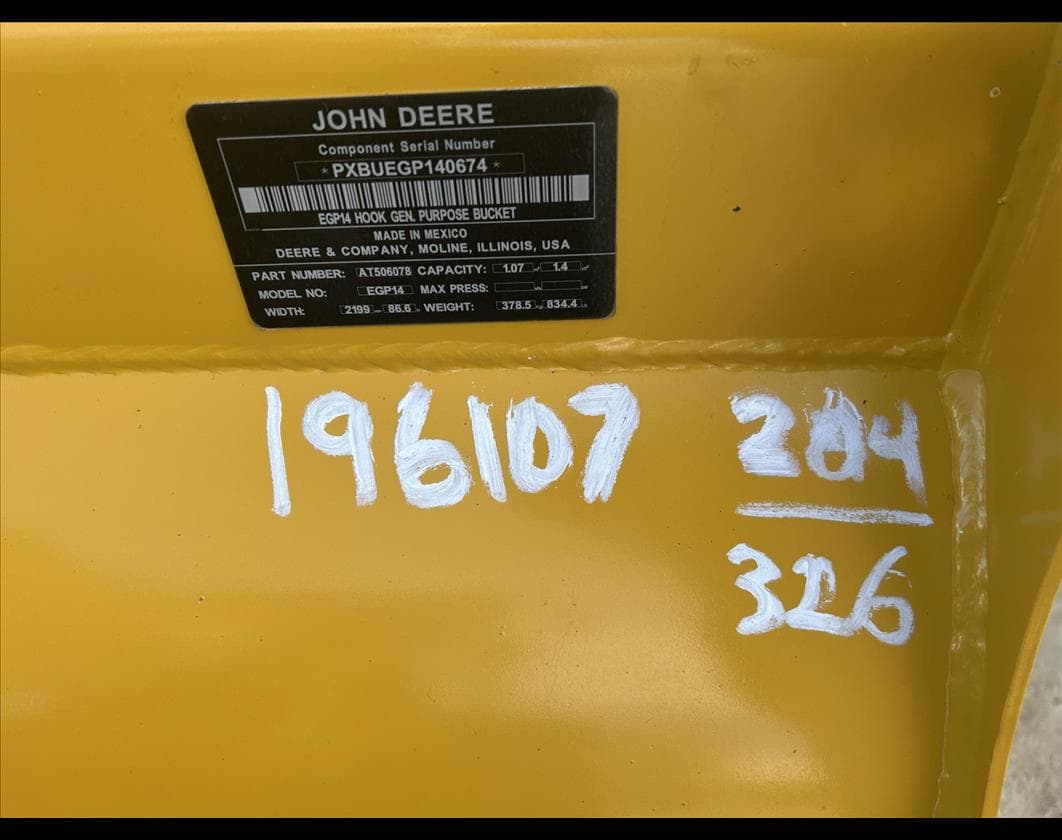 JOHN DEERE
Component Serial Number
*PXBUEGP140674*
EGP14 HOOK GEN. PURPOSE BUCKET
MADE IN MEXICO
DEERE & COMPANY, MOLINE, ILLINOIS, USA
PART NUMBER: AT506078 CAPACITY: 1.07 1.4
MODEL NO: EGP14 MAX PRESS:
WIDTH: 2199 86.6 WEIGHT: 378.5 834.4
196107 204
326